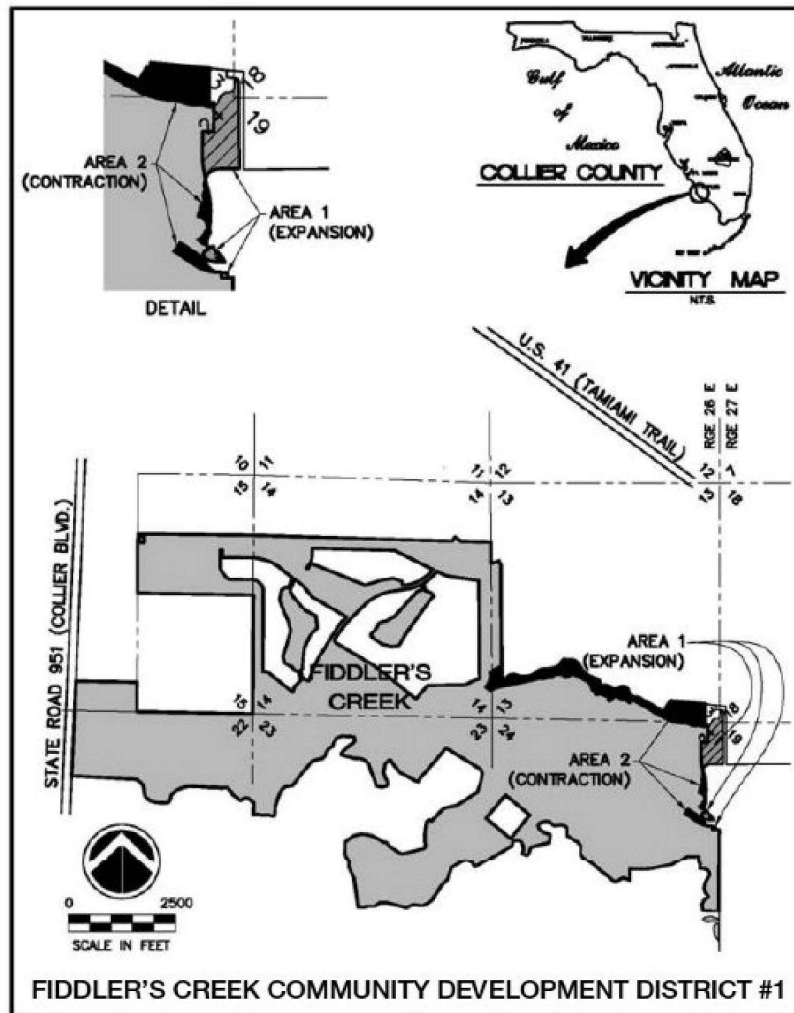 Gulf
of
Mexico
Atlantic
Ocean
COLLIER COUNTY
VICINITY MAP
N.T.S.
18
19
AREA 2
(CONTRACTION)
AREA 1
(EXPANSION)
DETAIL
U.S. 41 (TAMIAMI TRAIL)
RGE 26 E
RGE 27 E
10 11
15 14
11 12
14 13
12 7
13 18
STATE ROAD 951 (COLLIER BLVD.)
AREA 1
(EXPANSION)
FIDDLER'S
CREEK
15 14
22 23
14 13
23 24
18
19
AREA 2
(CONTRACTION)
0 2500
SCALE IN FEET
FIDDLER'S CREEK COMMUNITY DEVELOPMENT DISTRICT #1